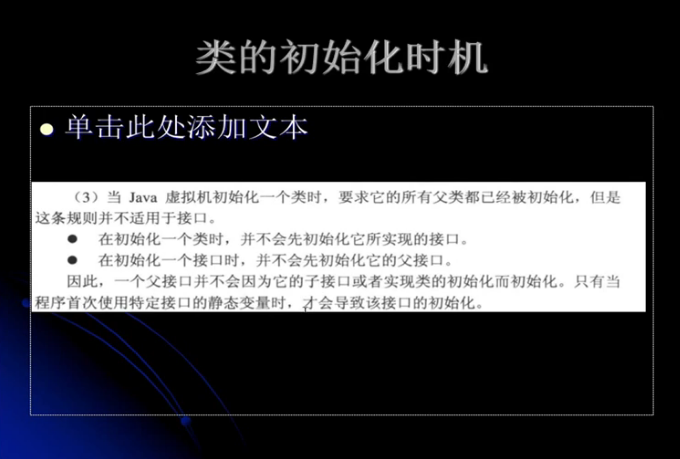 类的初始化时机
单击此处添加文本
（3）当 Java 虚拟机初始化一个类时，要求它的所有父类都已经被初始化，但是
这条规则并不适用于接口。
● 在初始化一个类时，并不会先初始化它所实现的接口。
● 在初始化一个接口时，并不会先初始化它的父接口。
因此，一个父接口并不会因为它的子接口或者实现类的初始化而初始化。只有当
程序首次使用特定接口的静态变量时，才会导致该接口的初始化。